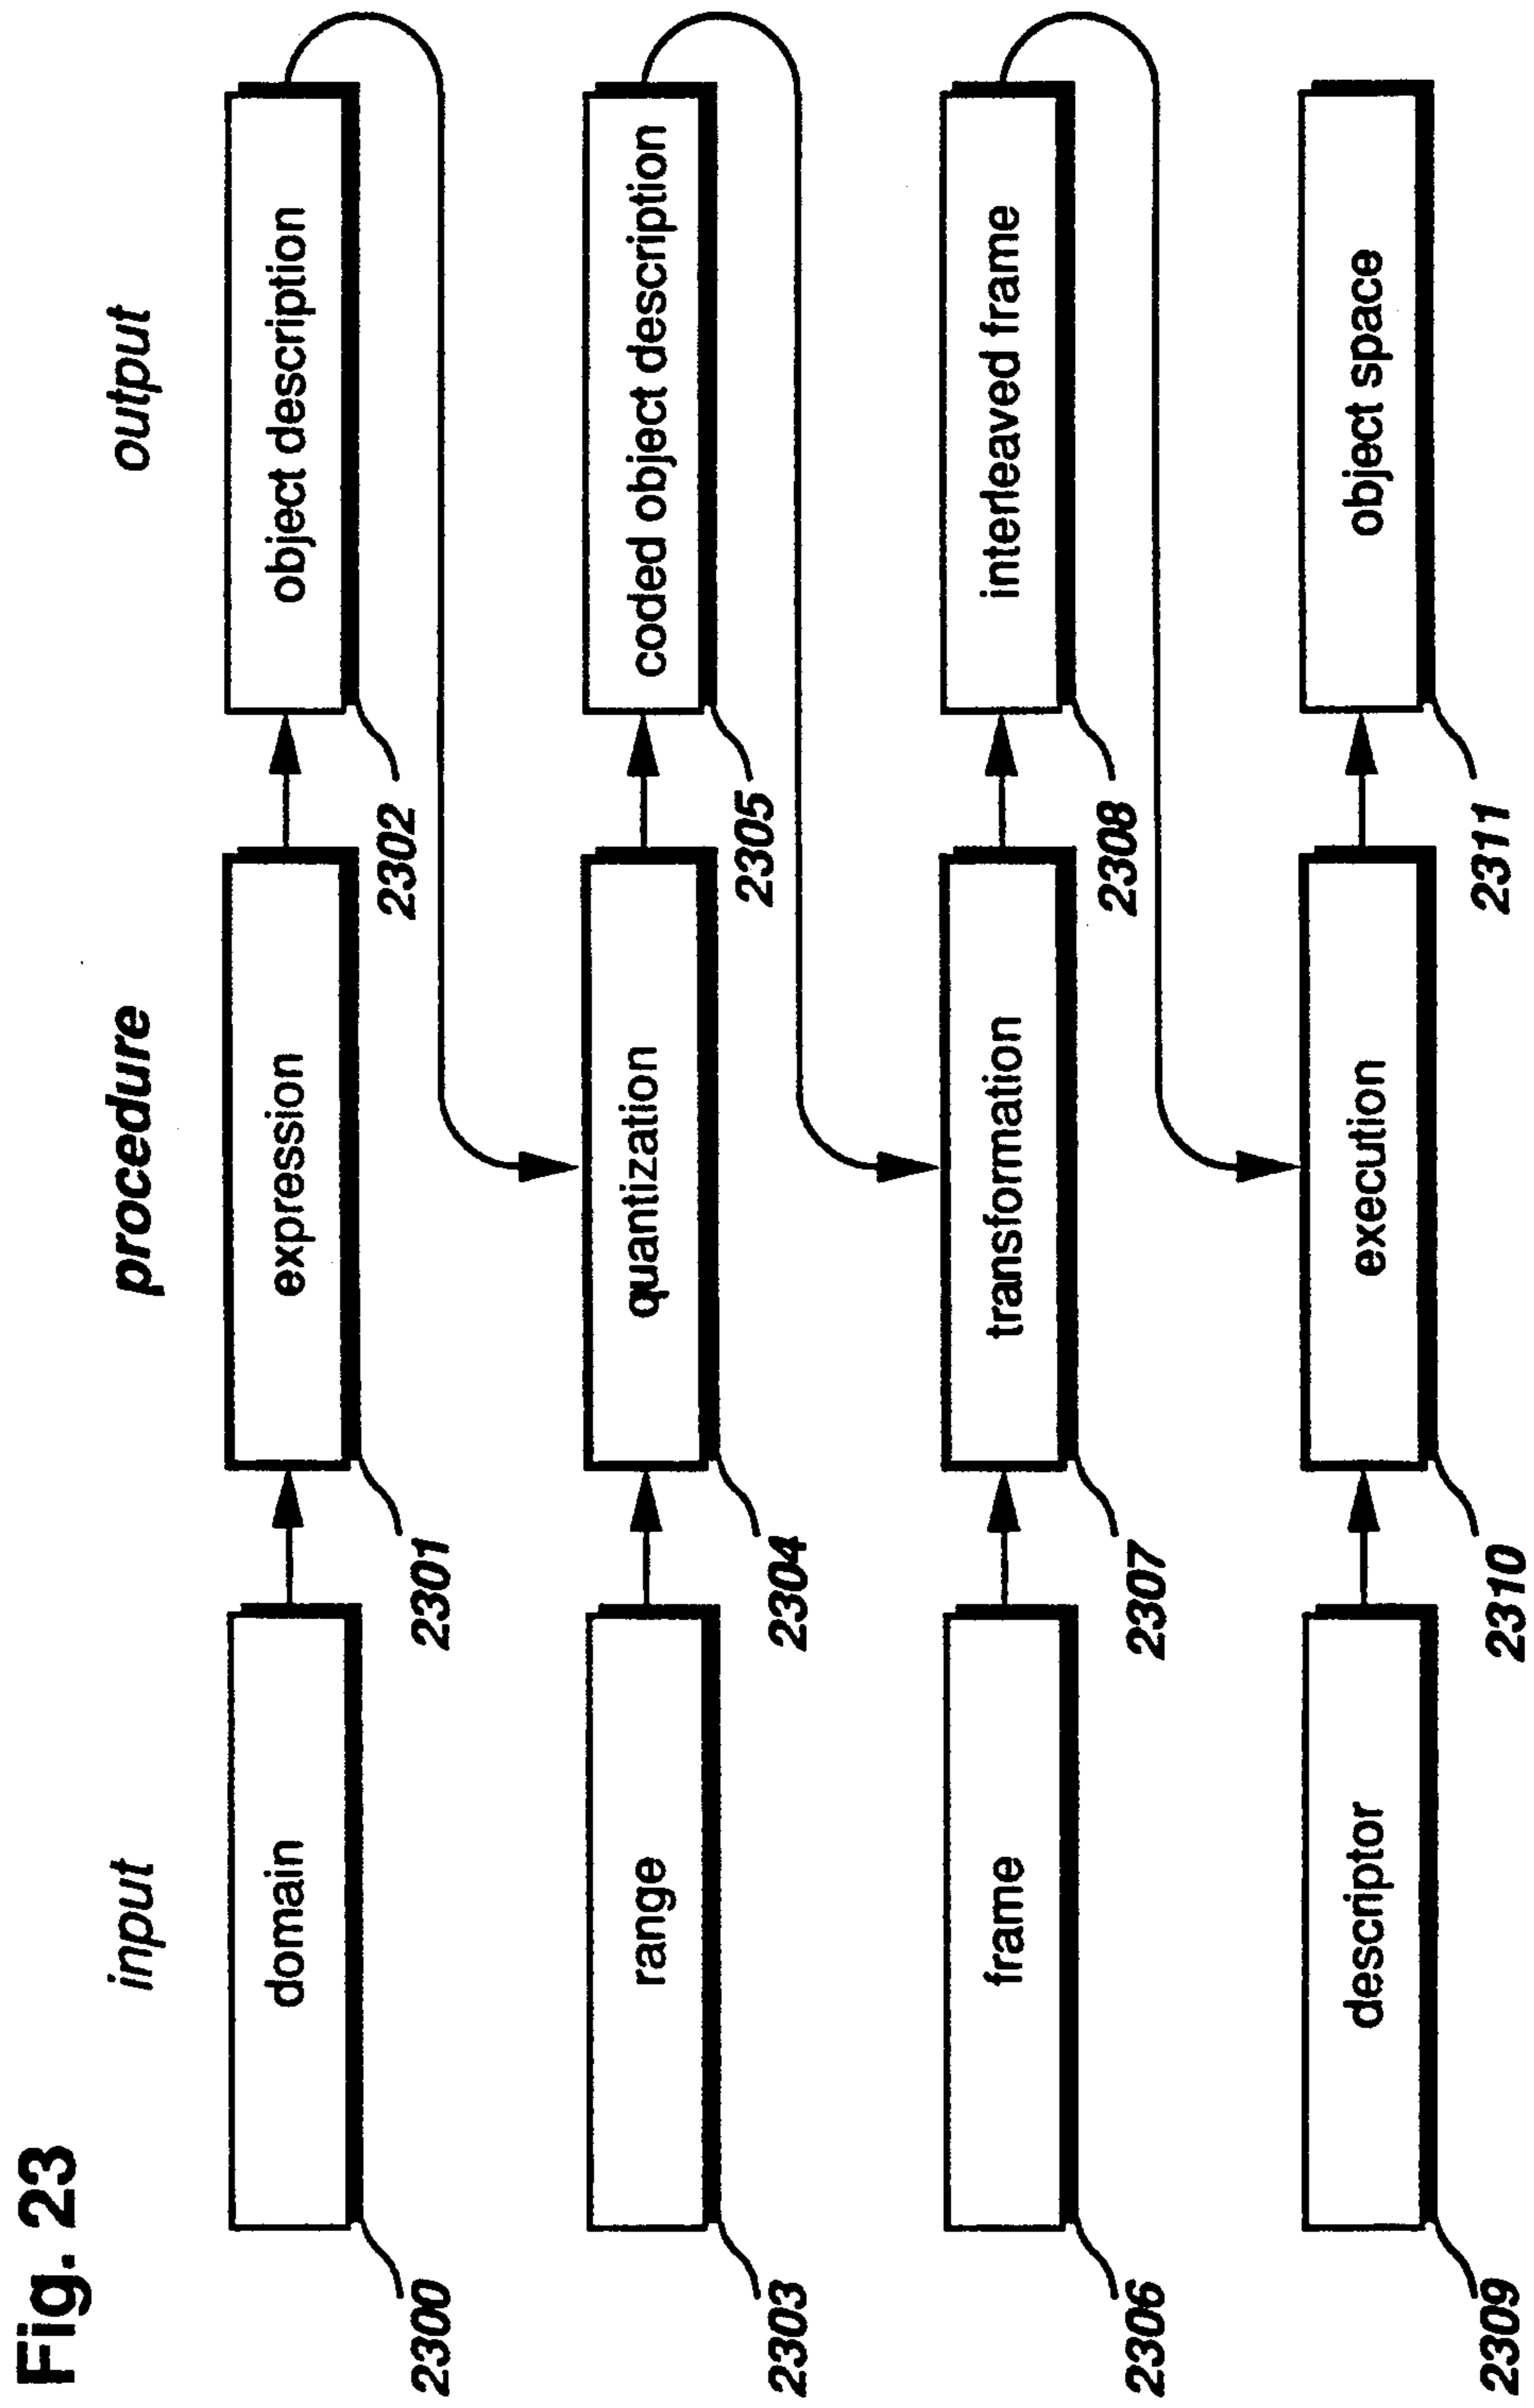 Fig. 23
input
procedure
output
domain
expression
object description
2300
2301
2302
range
quantization
coded object description
2303
2304
2305
frame
transformation
interleaved frame
2306
2307
2308
descriptor
execution
object space
2309
2310
2311